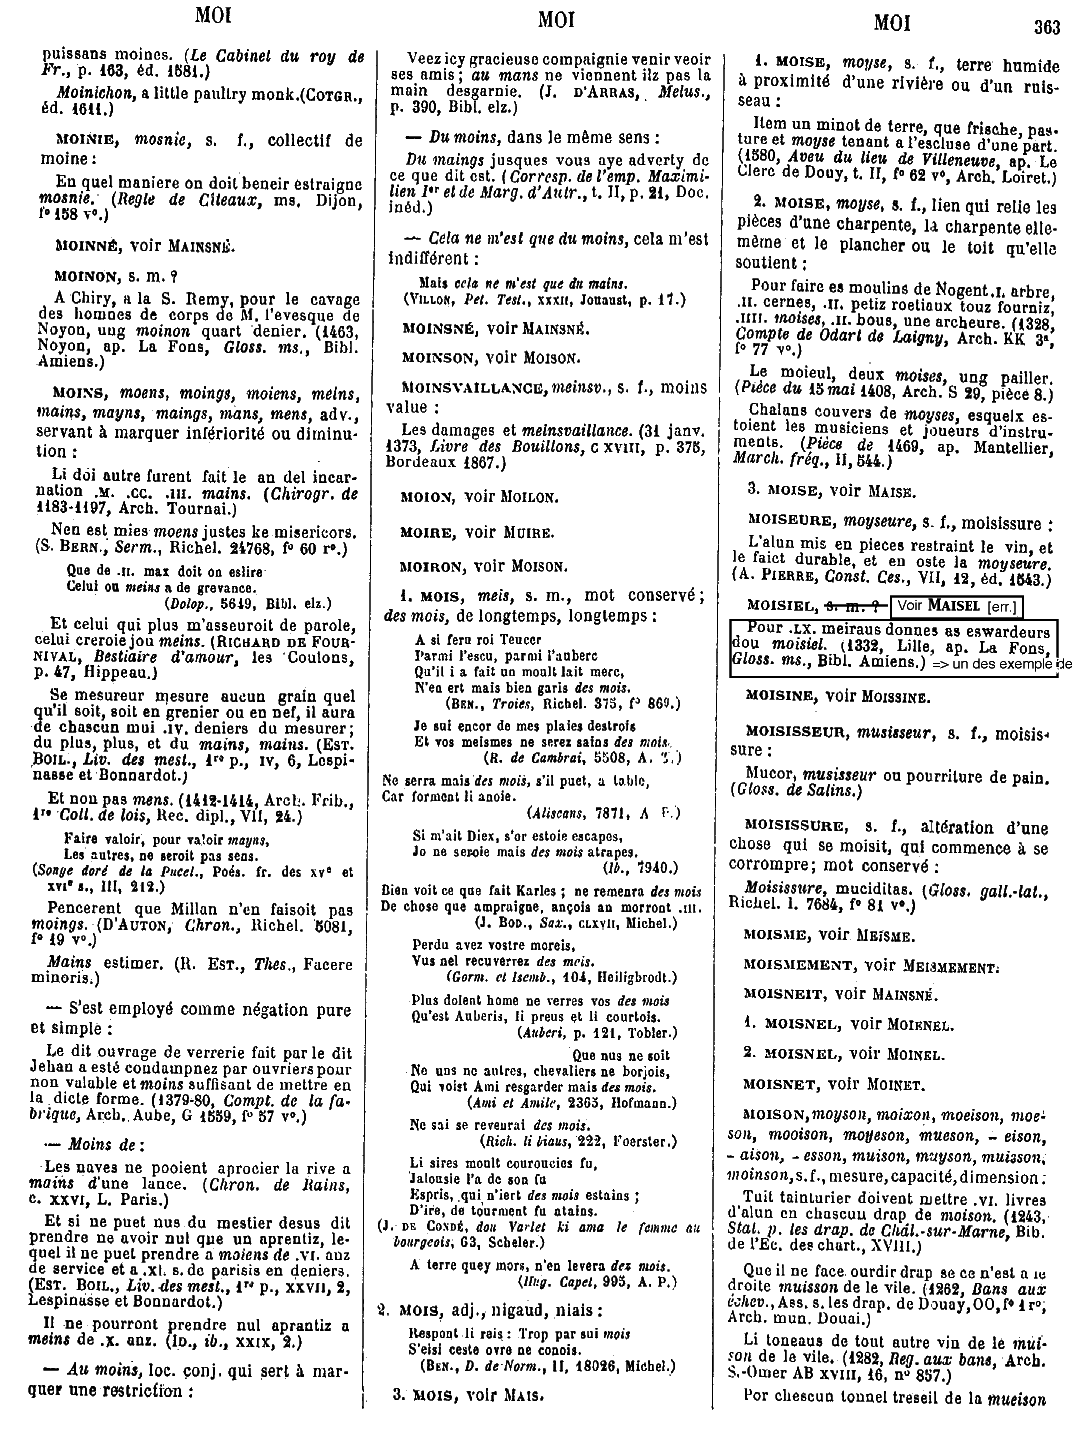 MOI
MOI
MOI
363
puissans moines. (Le Cabinet du roy de
Fr., p. 163, éd. 1581.)
Moinichon, a little paultry monk.(COTGR.,
éd. 1611.)
MOINIE, mosnie, s. f., collectif de
moine :
En quel maniere on doit beneir estraigne
mosnie. (Regle de Citeaux, ms. Dijon,
f° 158 v°.)
MOINNÉ, voir MAINSNÉ.
MOINON, s. m. ?
A Chiry, a la S. Remy, pour le cavage
des homnes de corps de M. l'evesque de
Noyon, ung moinon quart denier. (1463,
Noyon, ap. La Fons, Gloss. ms., Bibl.
Amiens.)
MOINS, moens, moings, moiens, meins,
mains, mayns, maings, mans, mens, adv.,
servant à marquer infériorité ou diminu-
tion :
Li doi autre furent fait le an del incar-
nation .M. .CC. .III. mains. (Chirogr. de
1183-1197, Arch. Tournai.)
Nen est mies moens justes ke misericors.
(S. BERN., Serm., Richel. 24768, f° 60 r°.)
Que de .II. max doit on eslire
Celui ou meins a de grevance.
(Dolop., 5649, Bibl. elz.)
Et celui qui plus m'asseuroit de parole,
celui creroie jou meins. (RICHARD DE FOUR-
NIVAL, Bestiaire d'amour, les Coulons,
p. 47, Hippeau.)
Se mesureur mesure aucun grain quel
qu'il soit, soit en grenier ou en nef, il aura
de chascun mui .IV. deniers du mesurer;
du plus, plus, et du mains, mains. (EST.
BOIL., Liv. des mest., 1re p., IV, 6, Lespi-
nasse et Bonnardot.)
Et non pas mens. (1412-1414, Arch. Frib.,
1re Coll. de lois, Rec. dipl., VII, 24.)
Faire valoir, pour valoir mayns,
Les autres, ne seroit pas sens.
(Songe doré de la Pucel., Poés. fr. des XVe et
XVIe s., III, 212.)
Pencerent que Millan n'en faisoit pas
moings. (D'AUTON, Chron., Richel. 5081,
f° 19 v°.)
Mains estimer. (R. EST., Thes., Facere
minoris.)
— S'est employé comme négation pure
et simple :
Le dit ouvrage de verrerie fait par le dit
Jehan a esté condampnez par ouvriers pour
non valable et moins suffisant de mettre en
la dicte forme. (1379-80, Compt. de la fa-
brique, Arch. Aube, G 1559, f° 57 v°.)
— Moins de :
Les naves ne pooient aprocier la rive a
mains d'une lance. (Chron. de Rains,
c. XXVI, L. Paris.)
Et si ne puet nus du mestier desus dit
prendre ne avoir nul que un aprentiz, le-
quel il ne puet prendre a moiens de .VI. anz
de service et a .XL. s. de parisis en deniers.
(EST. BOIL., Liv. des mest., 1re p., XXVII, 2,
Lespinasse et Bonnardot.)
Il ne pourront prendre nul aprantiz a
meins de .X. anz. (ID., ib., XXIX, 2.)
— Au moins, loc. conj. qui sert à mar-
quer une restriction :
Veez icy gracieuse compaignie venir veoir
ses amis ; au mans ne viennent ilz pas la
main desgarnie. (J. D'ARRAS, Melus.,
p. 390, Bibl. elz.)
— Du moins, dans le même sens :
Du maings jusques vous aye adverty de
ce que dit est. (Corresp. de l'emp. Maximi-
lien Ier et de Marg. d'Autr., t. II, p. 21, Doc.
inéd.)
— Cela ne m'est que du moins, cela m'est
indifférent :
Mais cela ne m'est que du mains.
(VILLON, Pet. Test., XXXII, Jouaust, p. 17.)
MOINSNÉ, voir MAINSNÉ.
MOINSON, voir MOISON.
MOINSVAILLANCE, meinsv., s. f., moins
value :
Les damages et meinsvaillance. (31 janv.
1373, Livre des Bouillons, C XVIII, p. 375,
Bordeaux 1867.)
MOION, voir MOILON.
MOIRE, voir MUIRE.
MOIRON, voir MOISON.
1. MOIS, meis, s. m., mot conservé ;
des mois, de longtemps, longtemps :
A si fera roi Teucer
Parmi l'escu, parmi l'auberc
Qu'il i a fait un moult lait merc,
N'en ert mais bien garis des mois.
(BEN., Troies, Richel. 375, f° 869.)
Je sui encor de mes plaies destrois
Et vos meismes ne serez sains des mois.
(R. de Cambrai, 5508, A. T.)
Ne serra mais des mois, s'il puet, a table,
Car forment li anoie.
(Aliscans, 7871, A P.)
Si m'ait Diex, s'or estoie escapes,
Jo ne seroie mais des mois atrapes.
(Ib., 7940.)
Bien voit ce que fait Karles ; ne remenra des mois
De chose que ampraigne, ançois an morront .III.
(J. BOD., Sax., CLXVII, Michel.)
Perdu avez vostre moreis,
Vus nel recuverrez des meis.
(Gorm. et Isemb., 404, Heiligbrodt.)
Plus dolent home ne verres vos des mois
Qu'est Auberis, li preus et li courtois.
(Auberi, p. 121, Tobler.)
Que nus ne soit
Ne uns ne autres, chevaliers ne borjois,
Qui voist Ami resgarder mais des mois.
(Ami et Amile, 2363, Hofmann.)
Ne sai se revenrai des mois.
(Rich. li biaus, 222, Foerster.)
Li sires moult courouciés fu,
Jalousie l'a de son fu
Espris, qui n'iert des mois estains ;
D'ire, de tourment fu atains.
(J. DE CONDÉ, dou Varlet ki ama le femme au
bourgeois, 63, Scheler.)
A terre quey mors, n'en levera dez mois.
(Hug. Capet, 995, A. P.)
2. MOIS, adj., nigaud, niais :
Respont li reis : Trop par sui mois
S'eisi ceste ovre ne conois.
(BEN., D. de Norm., II, 18026, Michel.)
3. MOIS, voir MAIS.
1. MOISE, moyse, s. f., terre humide
à proximité d'une rivière ou d'un ruis-
seau :
Item un minot de terre, que frische, pas-
ture et moyse tenant a l'escluse d'une part.
(1580, Aveu du lieu de Villeneuve, ap. Le
Clerc de Douy, t. II, f° 62 v°, Arch. Loiret.)
2. MOISE, moyse, s. f., lien qui relie les
pièces d'une charpente, la charpente elle-
même et le plancher ou le toit qu'elle
soutient :
Pour faire es moulins de Nogent .I. arbre,
.II. cernes, .II. petiz roetiaux touz fourniz,
.IIII. moises, .II. bous, une archeure. (1328,
Compte de Odart de Laigny, Arch. KK 3a,
f° 77 v°.)
Le moieul, deux moises, ung pailler.
(Pièce du 15 mai 1408, Arch. S 29, pièce 8.)
Chalans couvers de moyses, esquelx es-
toient les musiciens et joueurs d'instru-
ments. (Pièce de 1469, ap. Mantellier,
March. fréq., II, 544.)
3. MOISE, voir MAISE.
MOISEURE, moyseure, s. f., moisissure :
L'alun mis en pieces restraint le vin, et
le faict durable, et en oste la moyseure.
(A. PIERRE, Const. Ces., VII, 12, éd. 1543.)
MOISIEL, s. m. ? Voir MAISEL [err.]
Pour .LX. meiraus donnes as eswardeurs
dou moisiel. (1332, Lille, ap. La Fons,
Gloss. ms., Bibl. Amiens.) => un des exemple de
MOISINE, voir MOISSINE.
MOISISSEUR, musisseur, s. f., moisis-
sure :
Mucor, musisseur ou pourriture de pain.
(Gloss. de Salins.)
MOISISSURE, s. f., altération d'une
chose qui se moisit, qui commence à se
corrompre; mot conservé :
Moisissure, muciditas. (Gloss. gall.-lat.,
Richel. l. 7684, f° 81 v°.)
MOISME, voir MEISME.
MOISMEMENT, voir MEISMEMENT.
MOISNEIT, voir MAINSNÉ.
1. MOISNEL, voir MOIENEL.
2. MOISNEL, voir MOINEL.
MOISNET, voir MOINET.
MOISON, moyson, moixon, moeison, moe-
son, mooison, moyeson, mueson, - eison,
- aison, - esson, muison, muyson, muisson,
moinson, s. f., mesure, capacité, dimension :
Tuit tainturier doivent mettre .VI. livres
d'alun en chascun drap de moison. (1243,
Stat. p. les drap. de Châl.-sur-Marne, Bib.
de l'Ec. des chart., XVIII.)
Que il ne face ourdir drap se ce n'est a le
droite muisson de le vile. (1262, Bans aux
échev., Ass. s. les drap. de Douay, OO, f° 1 r°,
Arch. mun. Douai.)
Li toneaus de tout autre vin de le mui-
son de le vile. (1282, Reg. aux bans, Arch.
S.-Omer AB XVIII, 16, n° 857.)
Por chescun tonnel treseil de la mueison